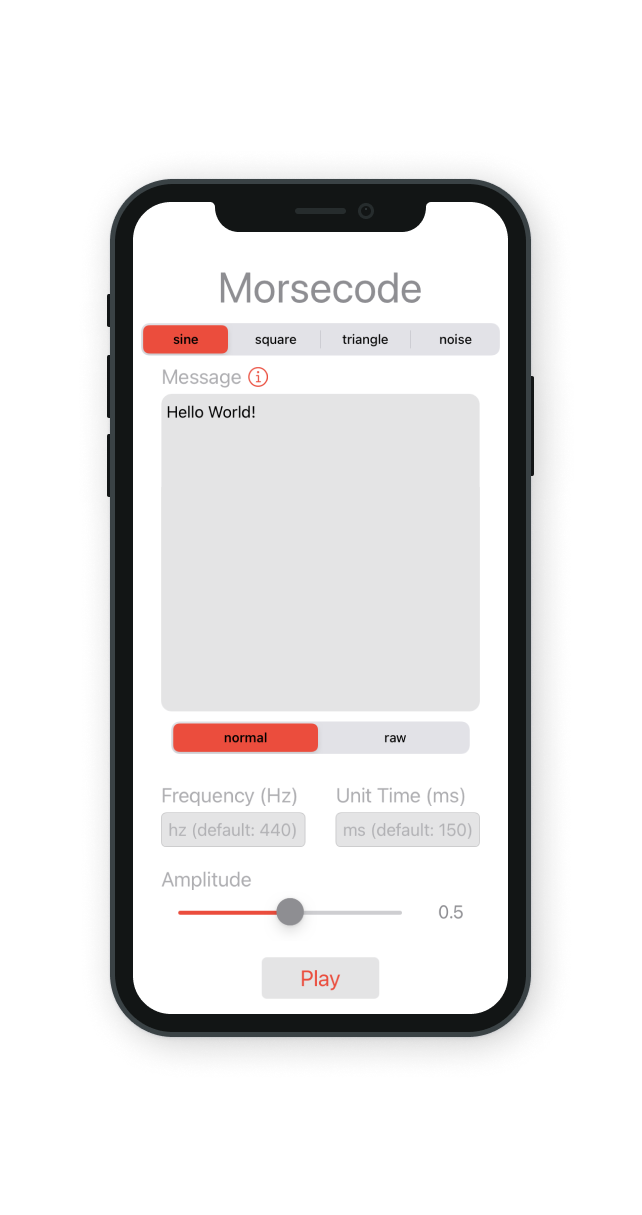 Morsecode
sine square triangle noise
Message
Hello World!
normal raw
Frequency (Hz) Unit Time (ms)
hz (default: 440) ms (default: 150)
Amplitude
0.5
Play